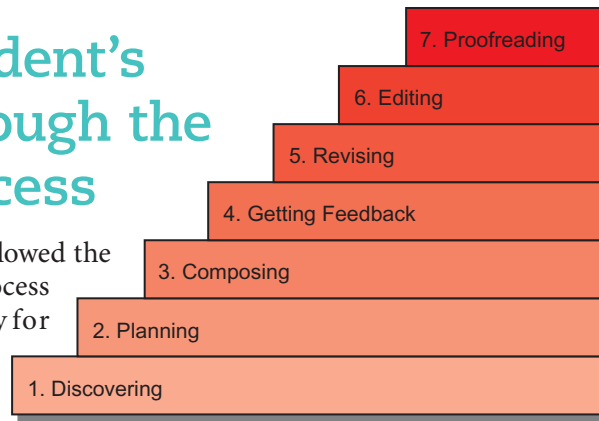 dent's
ough the
cess
lowed the
ocess
y for
7. Proofreading
6. Editing
5. Revising
4. Getting Feedback
3. Composing
2. Planning
1. Discovering